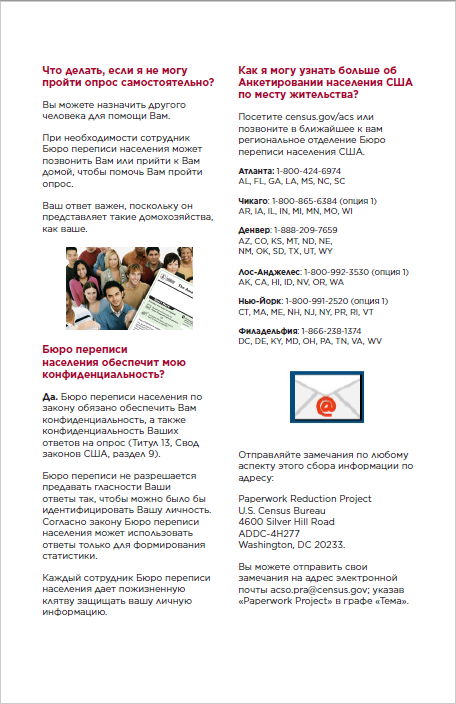 Что делать, если я не могу
пройти опрос самостоятельно?
Вы можете назначить другого
человека для помощи Вам.
При необходимости сотрудник
Бюро переписи населения может
позвонить Вам или прийти к Вам
домой, чтобы помочь Вам пройти
опрос.
Ваш ответ важен, поскольку он
представляет такие домохозяйства,
как ваше.
Бюро переписи
населения обеспечит мою
конфиденциальность?
Да. Бюро переписи населения по
закону обязано обеспечить Вам
конфиденциальность, а также
конфиденциальность Ваших
ответов на опрос (Титул 13, Свод
законов США, раздел 9).
Бюро переписи не разрешается
предавать гласности Ваши
ответы так, чтобы можно было бы
идентифицировать Вашу личность.
Согласно закону Бюро переписи
населения может использовать
ответы только для формирования
статистики.
Каждый сотрудник Бюро переписи
населения дает пожизненную
клятву защищать вашу личную
информацию.
Как я могу узнать больше об
Анкетировании населения США
по месту жительства?
Посетите census.gov/acs или
позвоните в ближайшее к вам
региональное отделение Бюро
переписи населения США.
Атланта: 1-800-424-6974
AL, FL, GA, LA, MS, NC, SC
Чикаго: 1-800-865-6384 (опция 1)
AR, IA, IL, IN, MI, MN, MO, WI
Денвер: 1-888-209-7659
AZ, CO, KS, MT, ND, NE,
NM, OK, SD, TX, UT, WY
Лос-Анджелес: 1-800-992-3530 (опция 1)
AK, CA, HI, ID, NV, OR, WA
Нью-Йорк: 1-800-991-2520 (опция 1)
CT, MA, ME, NH, NJ, NY, PR, RI, VT
Филадельфия: 1-866-238-1374
DC, DE, KY, MD, OH, PA, TN, VA, WV
@
Отправляйте замечания по любому
аспекту этого сбора информации по
адресу:
Paperwork Reduction Project
U.S. Census Bureau
4600 Silver Hill Road
ADDC-4H277
Washington, DC 20233.
Вы можете отправить свои
замечания на адрес электронной
почты acso.pra@census.gov; указав
«Paperwork Project» в графе «Тема».